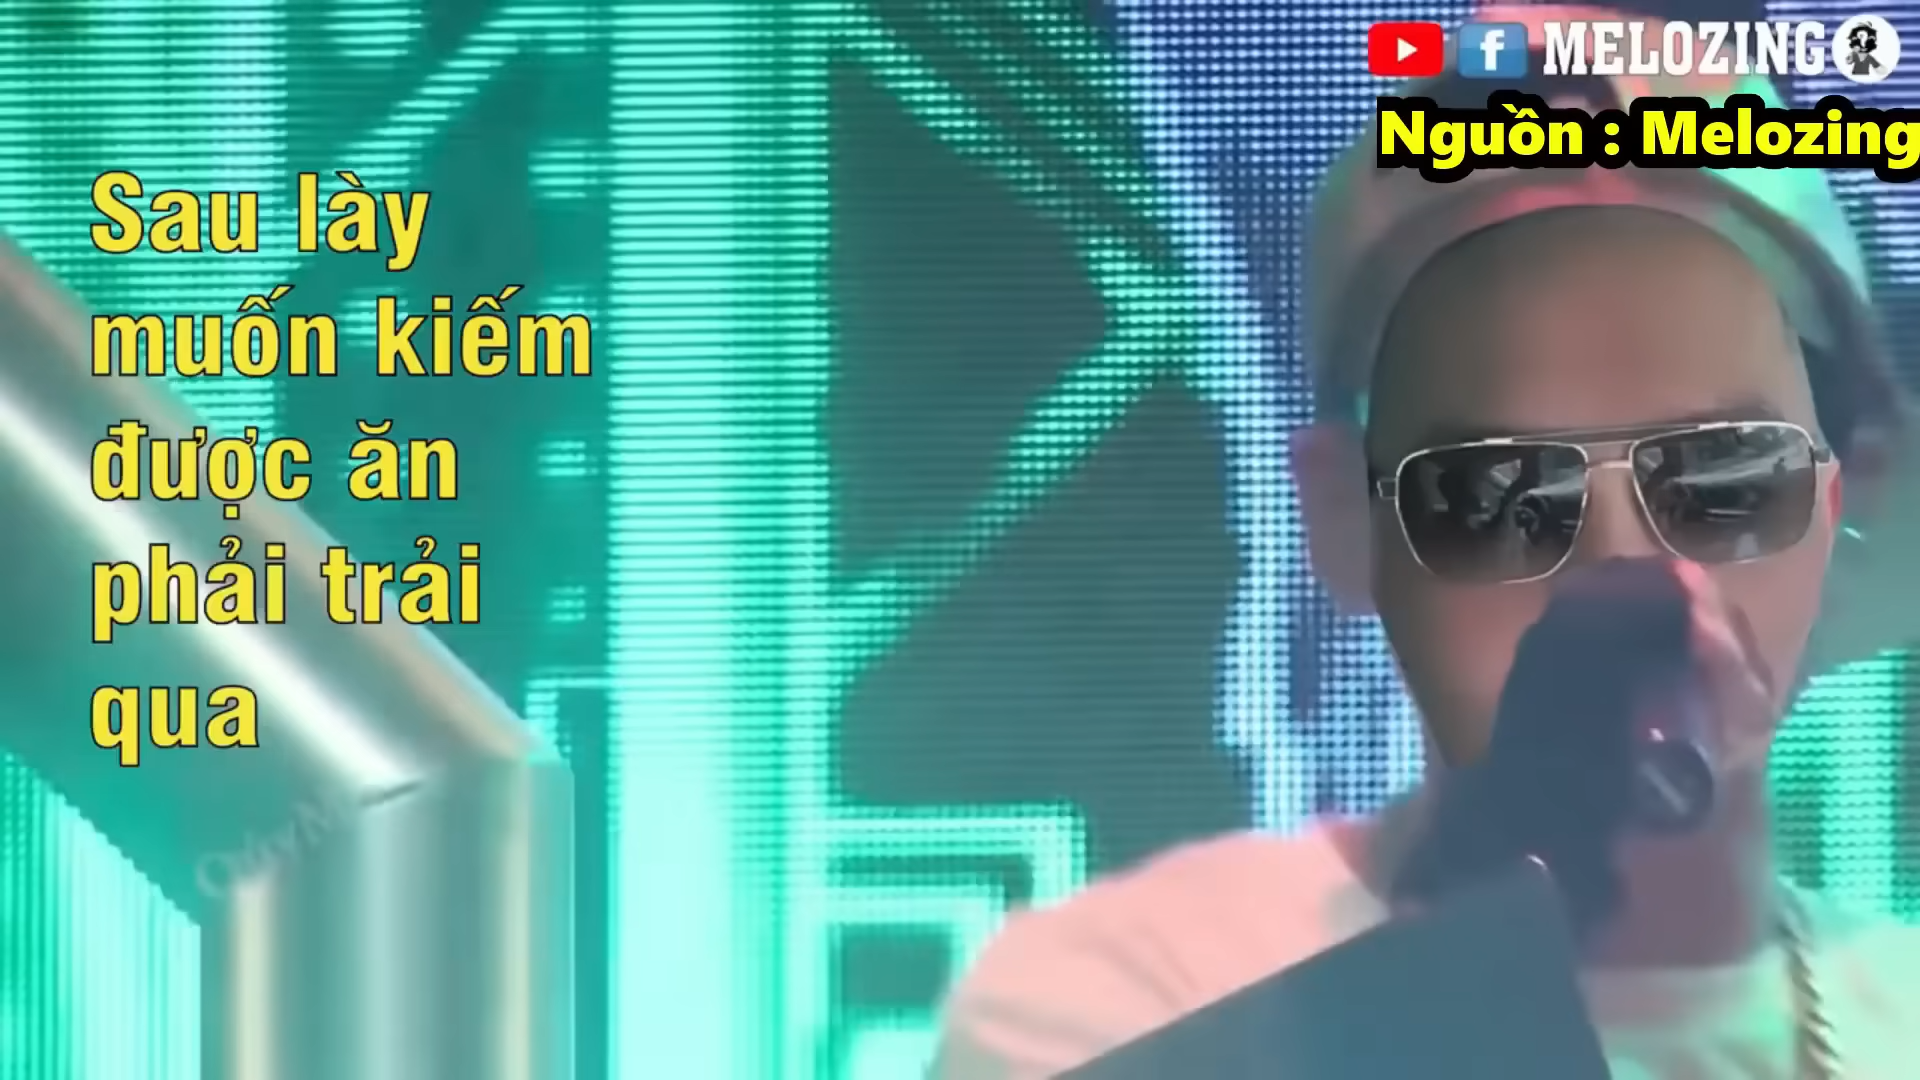 MELOZING
Nguồn : Melozing
Sau lày
muốn kiếm
được ăn
phải trải
qua